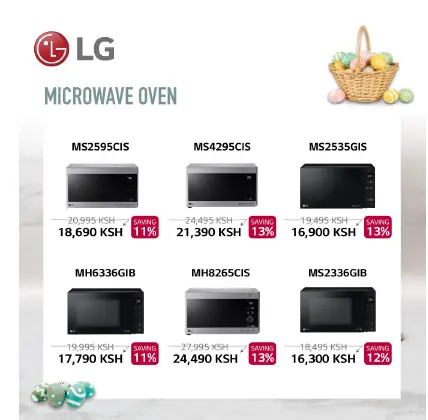 LG
MICROWAVE OVEN
MS2595CIS MS4295CIS MS2535GIS
20,995 KSH SAVING 24,495 KSH SAVING 19,495 KSH SAVING
18,690 KSH 11% 21,390 KSH 13% 16,900 KSH 13%
MH6336GIB MH8265CIS MS2336GIB
19,995 KSH SAVING 27,995 KSH SAVING 18,495 KSH SAVING
17,790 KSH 11% 24,490 KSH 13% 16,300 KSH 12%